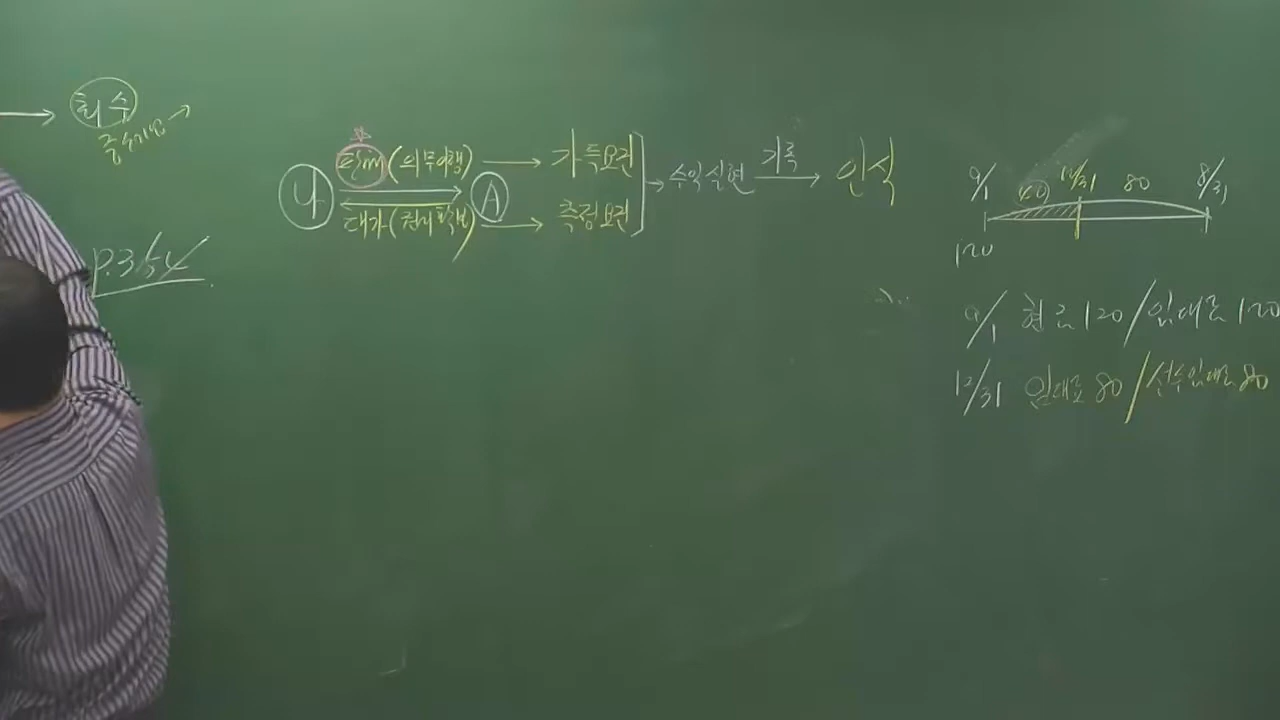 회수
나
(의무이행) → 가득요건
A
대가( → 측정요건
→ 수익실현 기록 → 인식
9/1 40 12/31 80 8/31
120
9/1 현금 120 / 임대료 120
12/31 임대료 80 / 선수임대료 80